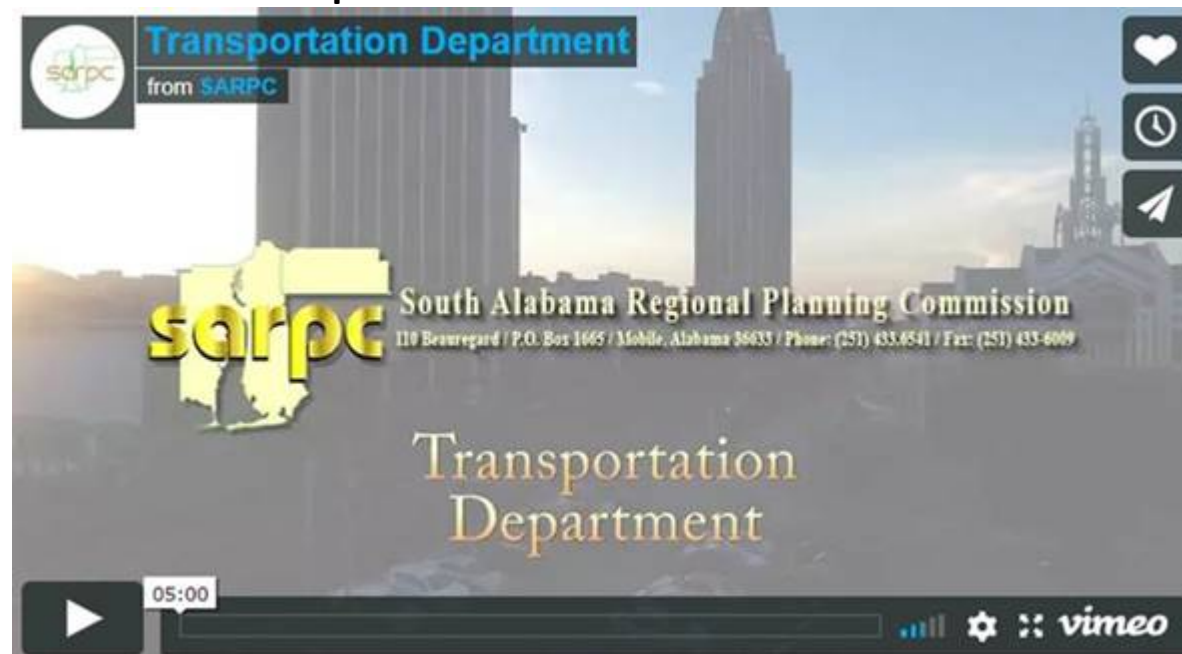 Transportation Department
from SARPC
sarpc
sarpc
South Alabama Regional Planning Commission
110 Beauregard / P.O. Box 1665 / Mobile, Alabama 36633 / Phone: (251) 433.6541 / Fax: (251) 433-6009
Transportation
Department
05:00
vimeo